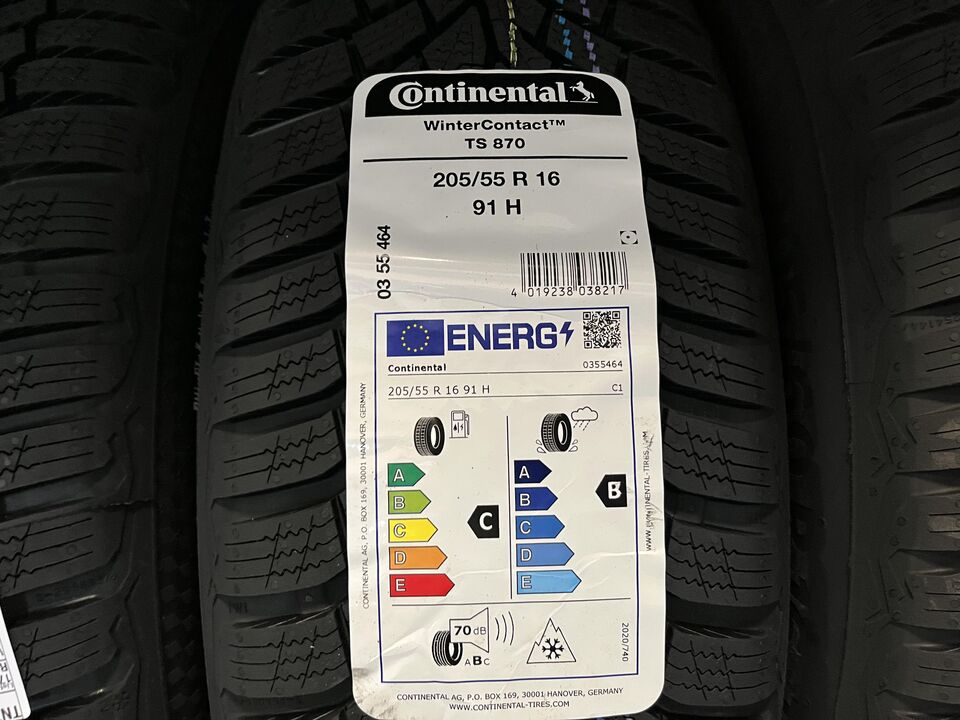 Continental
WinterContact™
TS 870
205/55 R 16
91 H
03 55 464
4 019238 038217
ENERG
Continental 0355464
205/55 R 16 91 H C1
A
B
C
D
E
C
A
B
C
D
E
B
70 dB
ABC
2020/740
CONTINENTAL AG, P.O. BOX 169, 30001 HANOVER, GERMANY
WWW.CONTINENTAL-TIRES.COM
CONTINENTAL AG, P.O. BOX 169, 30001 HANOVER, GERMANY
WWW.CONTINENTAL-TIRES.COM
TN